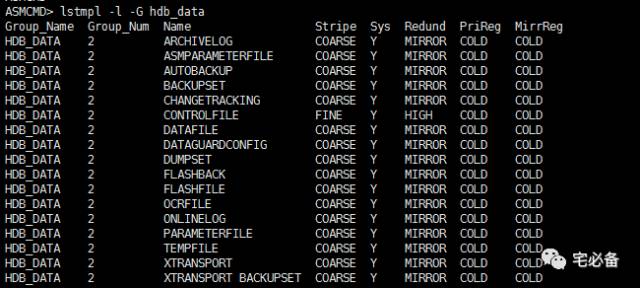 ASMCMD> lstmpl -l -G hdb_data
Group_Name Group_Num Name Stripe Sys Redund PriReg MirrReg
HDB_DATA 2 ARCHIVELOG COARSE Y MIRROR COLD COLD
HDB_DATA 2 ASMPARAMETERFILE COARSE Y MIRROR COLD COLD
HDB_DATA 2 AUTOBACKUP COARSE Y MIRROR COLD COLD
HDB_DATA 2 BACKUPSET COARSE Y MIRROR COLD COLD
HDB_DATA 2 CHANGETRACKING COARSE Y MIRROR COLD COLD
HDB_DATA 2 CONTROLFILE FINE Y HIGH COLD COLD
HDB_DATA 2 DATAFILE COARSE Y MIRROR COLD COLD
HDB_DATA 2 DATAGUARDCONFIG COARSE Y MIRROR COLD COLD
HDB_DATA 2 DUMPSET COARSE Y MIRROR COLD COLD
HDB_DATA 2 FLASHBACK COARSE Y MIRROR COLD COLD
HDB_DATA 2 FLASHFILE COARSE Y MIRROR COLD COLD
HDB_DATA 2 OCRFILE COARSE Y MIRROR COLD COLD
HDB_DATA 2 ONLINELOG COARSE Y MIRROR COLD COLD
HDB_DATA 2 PARAMETERFILE COARSE Y MIRROR COLD COLD
HDB_DATA 2 TEMPFILE COARSE Y MIRROR COLD COLD
HDB_DATA 2 XTRANSPORT COARSE Y MIRROR COLD COLD
HDB_DATA 2 XTRANSPORT BACKUPSET COARSE Y MIRROR COLD COLD
宅必备